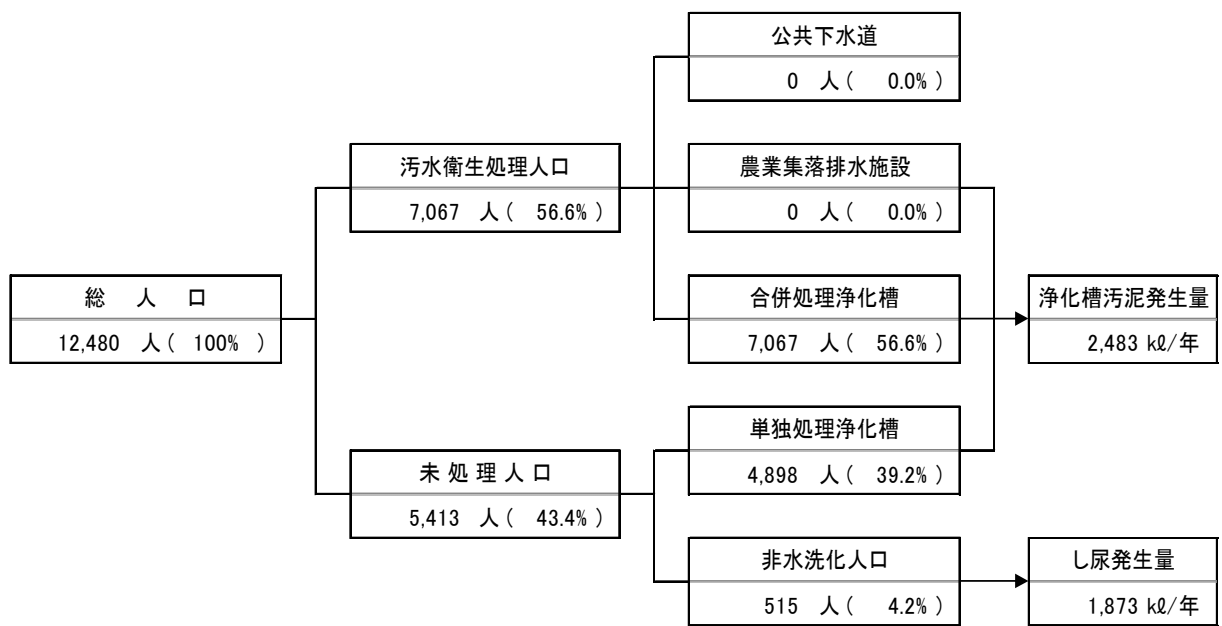 公共下水道
0 人( 0.0% )
汚水衛生処理人口
7,067 人( 56.6% )
農業集落排水施設
0 人( 0.0% )
総 人 口
12,480 人( 100% )
合併処理浄化槽
7,067 人( 56.6% )
浄化槽汚泥発生量
2,483 kℓ/年
未処理人口
5,413 人( 43.4% )
単独処理浄化槽
4,898 人( 39.2% )
非水洗化人口
515 人( 4.2% )
し尿発生量
1,873 kℓ/年